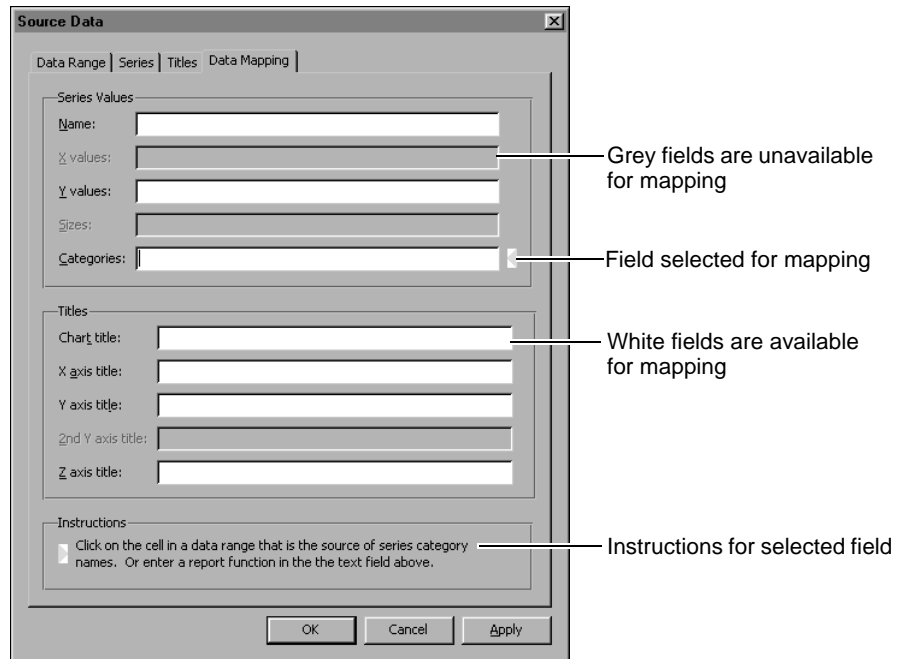 Source Data
Data Range Series Titles Data Mapping
Series Values
Name:
X values:
Grey fields are unavailable
for mapping
Y values:
Sizes:
Categories:
Field selected for mapping
Titles
Chart title:
White fields are available
for mapping
X axis title:
Y axis title:
2nd Y axis title:
Z axis title:
Instructions
Click on the cell in a data range that is the source of series category
names. Or enter a report function in the the text field above.
Instructions for selected field
OK Cancel Apply